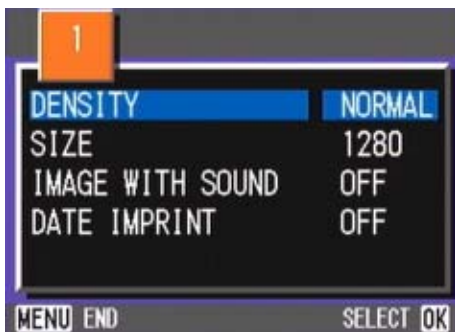 1
DENSITY NORMAL
SIZE 1280
IMAGE WITH SOUND OFF
DATE IMPRINT OFF
MENU END SELECT OK